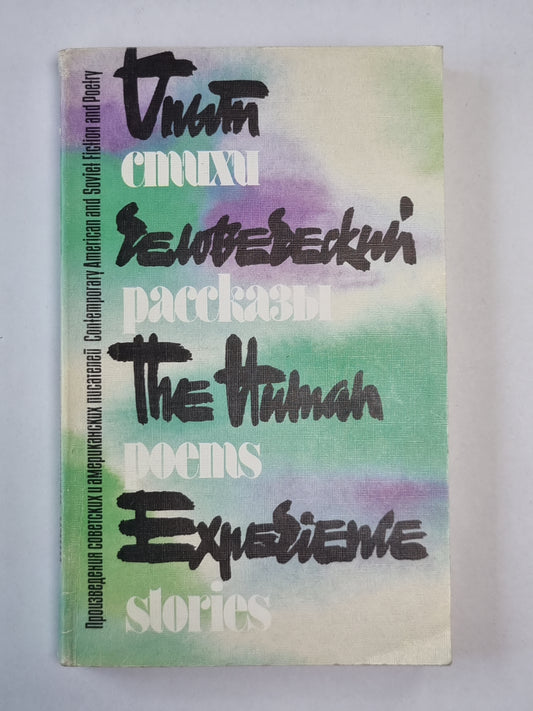 Опыт
стихи
человеческий
рассказы
The Human
poems
Experience
stories
Произведения советских и американских писателей Contemporary American and Soviet Fiction and Poetry